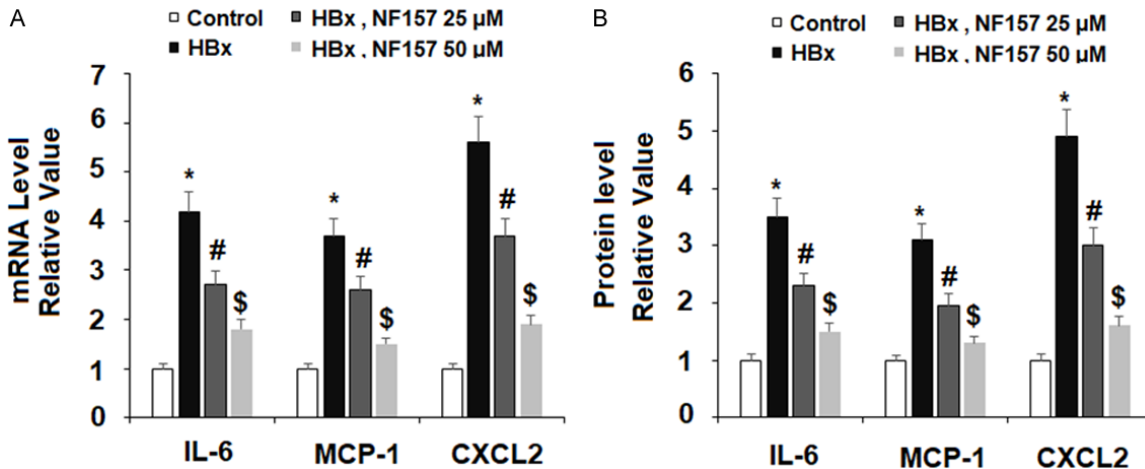 A
Control
HBx , NF157 25 µM
HBx
HBx , NF157 50 µM
mRNA Level
Relative Value
7
6
5
4
3
2
1
0
*
#
$
*
#
$
*
#
$
IL-6
MCP-1
CXCL2
B
Control
HBx , NF157 25 µM
HBx
HBx , NF157 50 µM
Protein level
Relative Value
6
5
4
3
2
1
0
*
#
$
*
#
$
*
#
$
IL-6
MCP-1
CXCL2